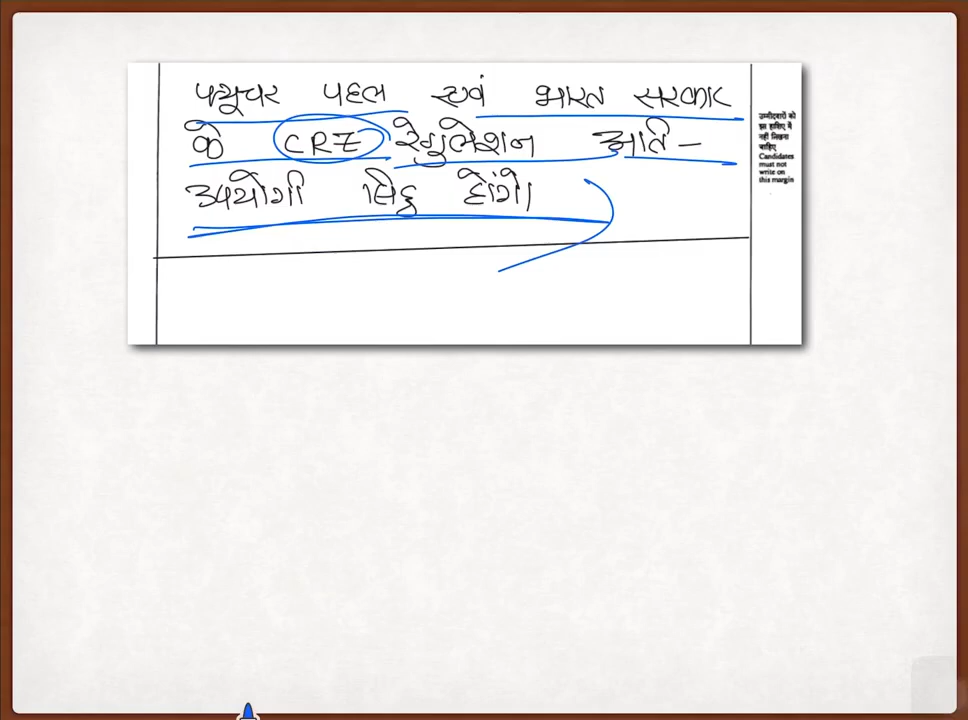 फ्यूचर पहल एवं भारत सरकार
के CRZ रेगुलेशन अति-
उपयोगी सिद्ध होंगे।
उम्मीदवारों को
इस हाशिए में
नहीं लिखना
चाहिए
Candidates
must not
write on
this margin